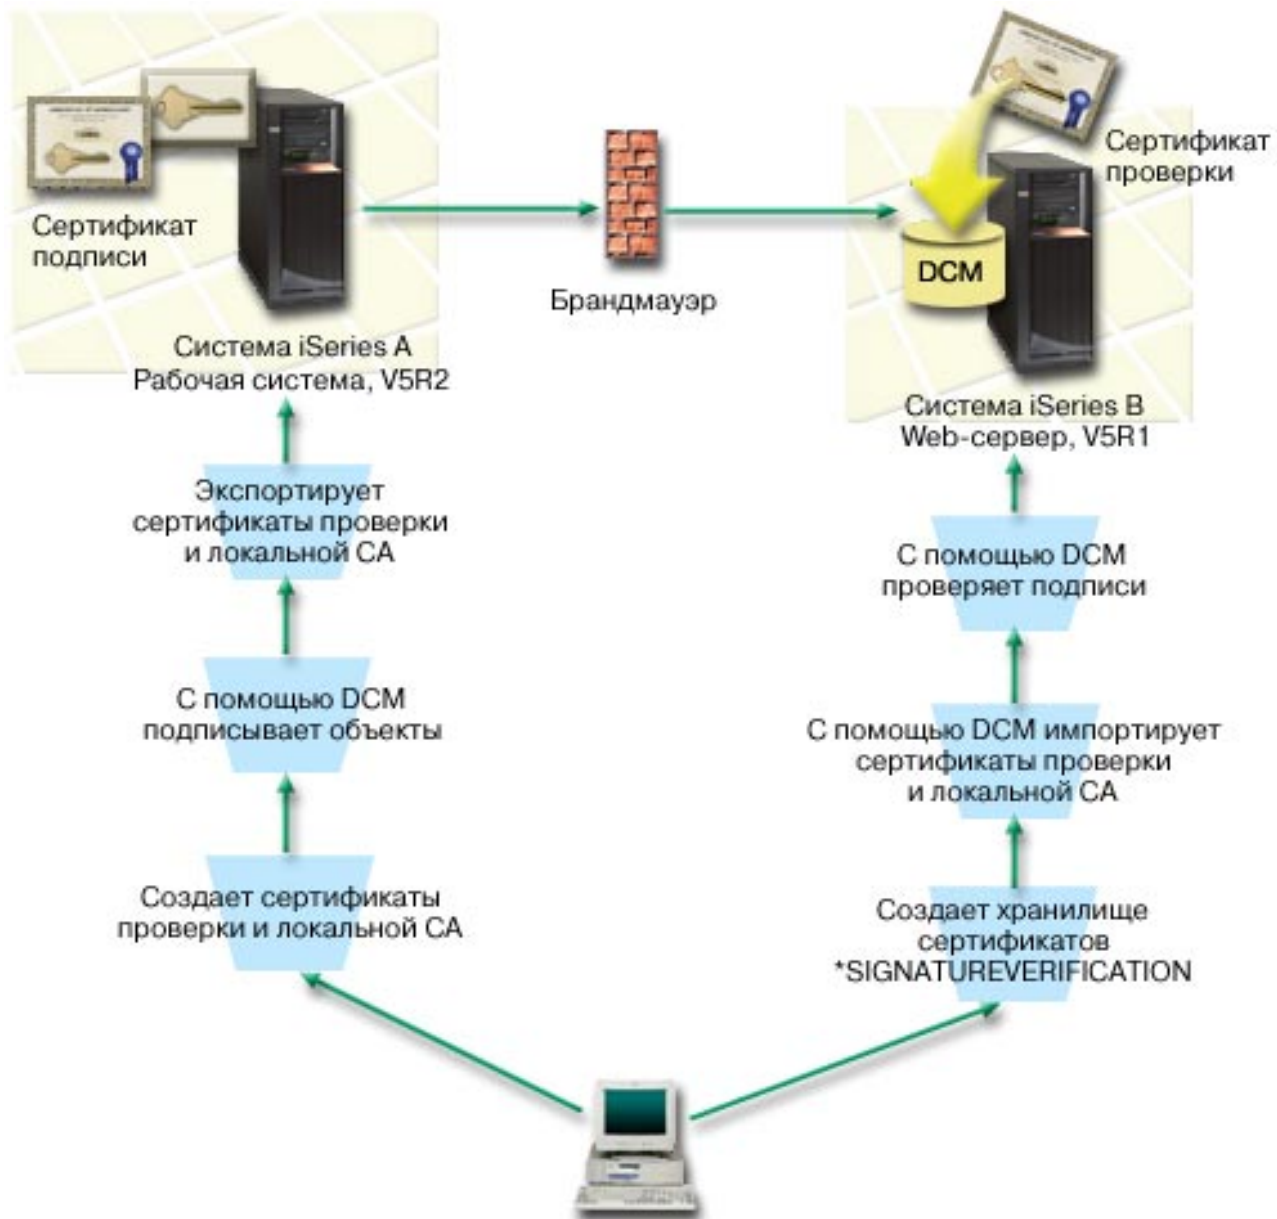 Сертификат
подписи
Сертификат
проверки
DCM
Брандмауэр
Система iSeries A
Рабочая система, V5R2
Система iSeries B
Web-сервер, V5R1
Экспортирует
сертификаты проверки
и локальной CA
С помощью DCM
проверяет подписи
С помощью DCM
подписывает объекты
С помощью DCM импортирует
сертификаты проверки
и локальной CA
Создает сертификаты
проверки и локальной CA
Создает хранилище
сертификатов
*SIGNATUREVERIFICATION